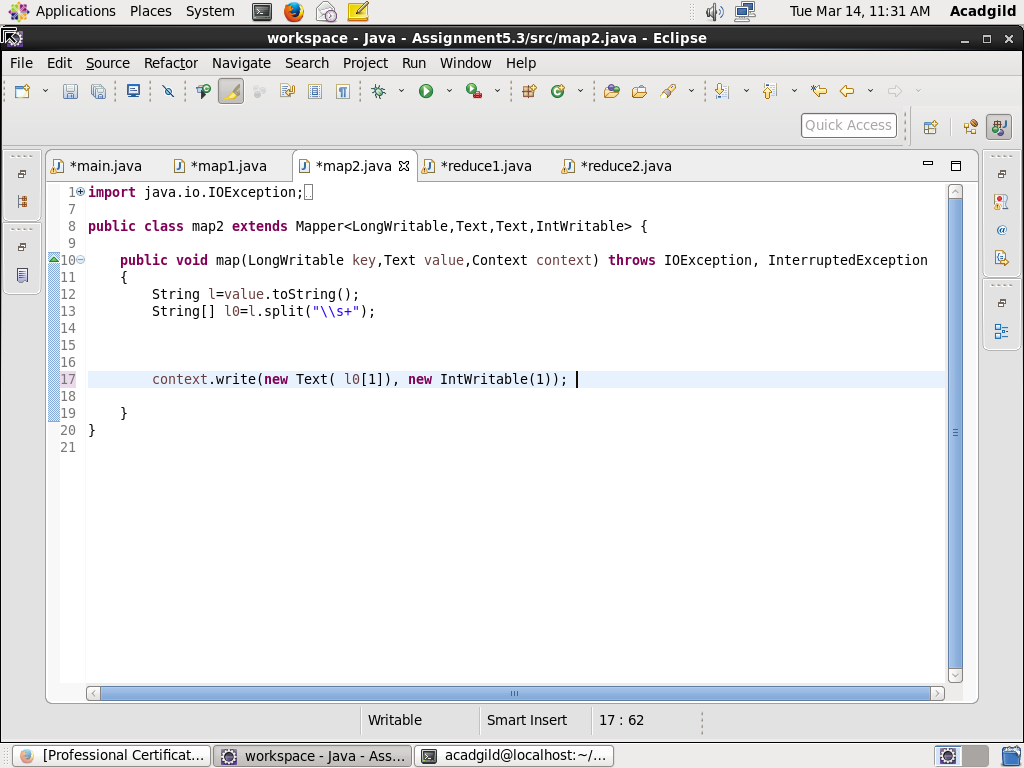 Applications Places System Tue Mar 14, 11:31 AM Acadgild
workspace - Java - Assignment5.3/src/map2.java - Eclipse
File Edit Source Refactor Navigate Search Project Run Window Help
Quick Access
*main.java *map1.java *map2.java *reduce1.java *reduce2.java
1 import java.io.IOException;
7
8 public class map2 extends Mapper<LongWritable,Text,Text,IntWritable> {
9
10 public void map(LongWritable key,Text value,Context context) throws IOException, InterruptedException
11 {
12 String l=value.toString();
13 String[] l0=l.split("\\s+");
14
15
16
17 context.write(new Text( l0[1]), new IntWritable(1));
18
19 }
20 }
21
Writable Smart Insert 17 : 62
[Professional Certificat... workspace - Java - Ass... acadgild@localhost:~/...